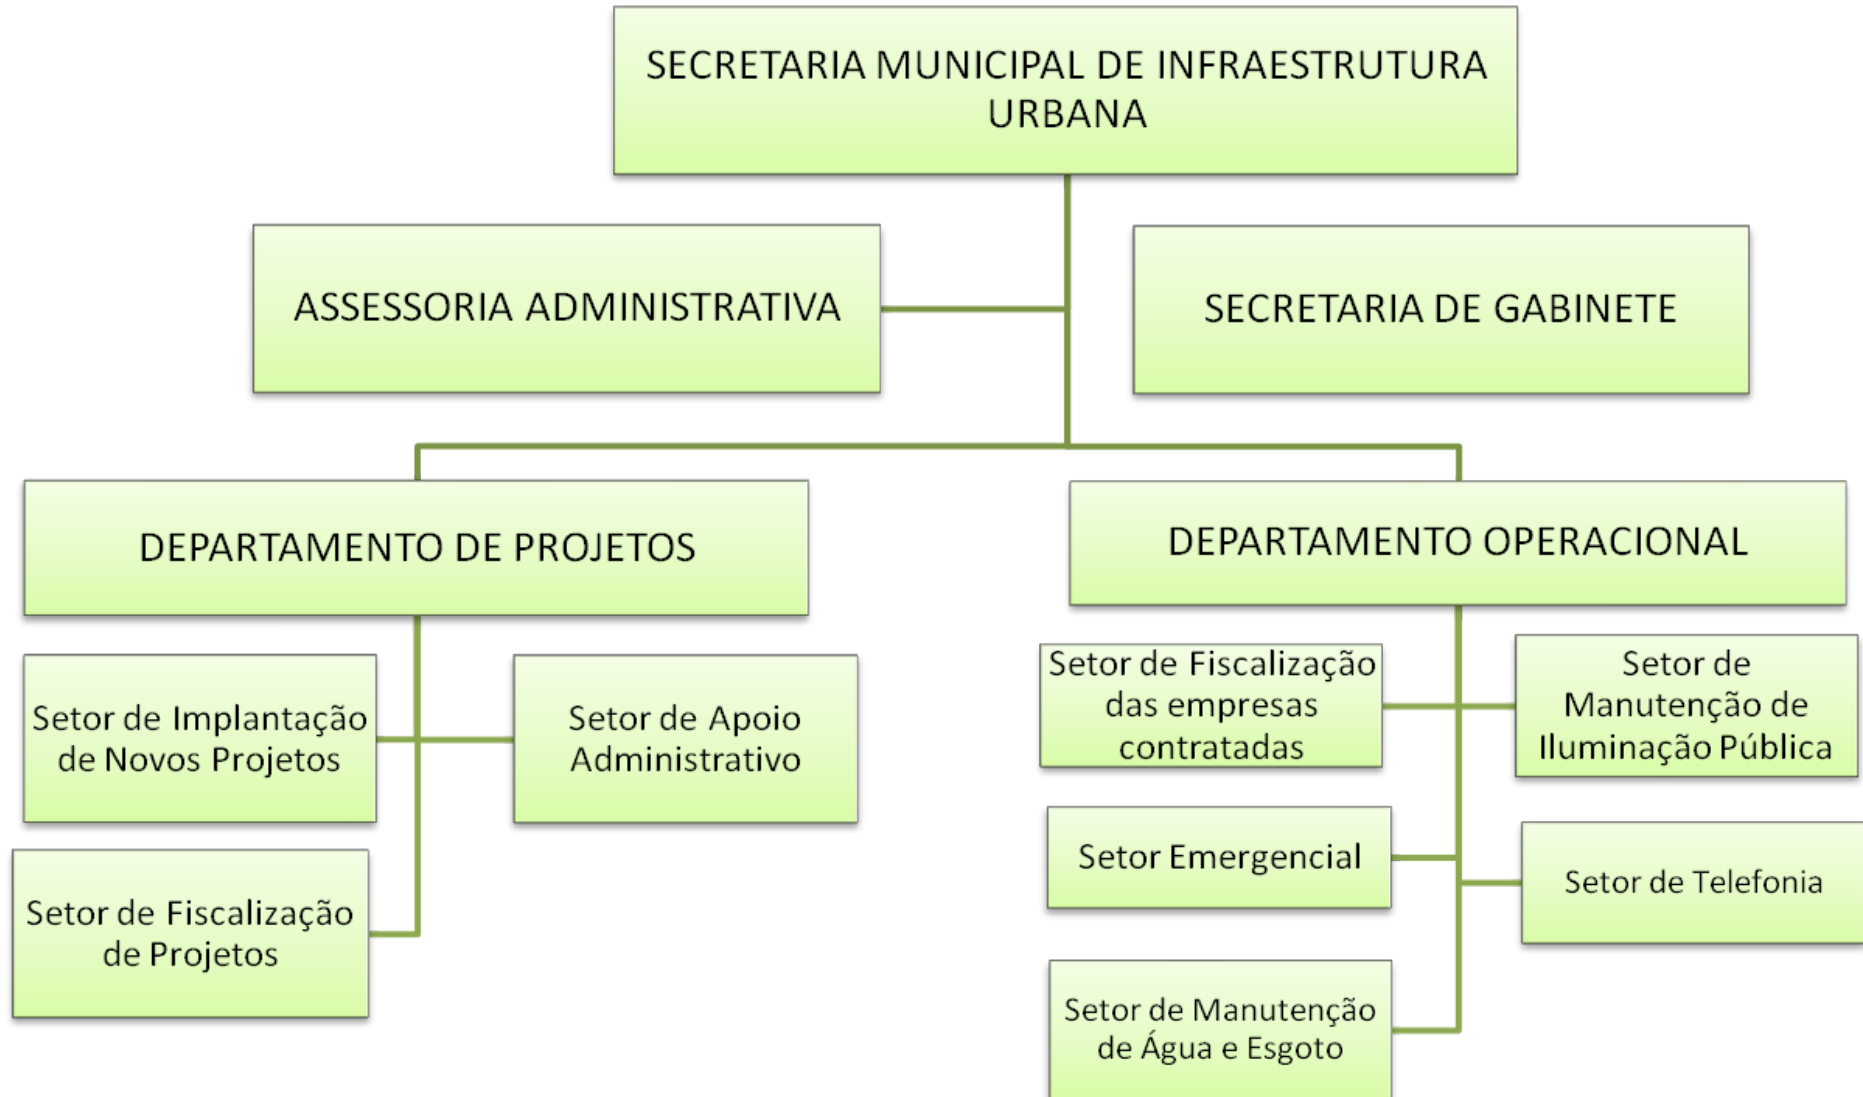 SECRETARIA MUNICIPAL DE INFRAESTRUTURA
URBANA
ASSESSORIA ADMINISTRATIVA
SECRETARIA DE GABINETE
DEPARTAMENTO DE PROJETOS
DEPARTAMENTO OPERACIONAL
Setor de Implantação
de Novos Projetos
Setor de Apoio
Administrativo
Setor de Fiscalização
de Projetos
Setor de Fiscalização
das empresas
contratadas
Setor de
Manutenção de
Iluminação Pública
Setor Emergencial
Setor de Telefonia
Setor de Manutenção
de Água e Esgoto